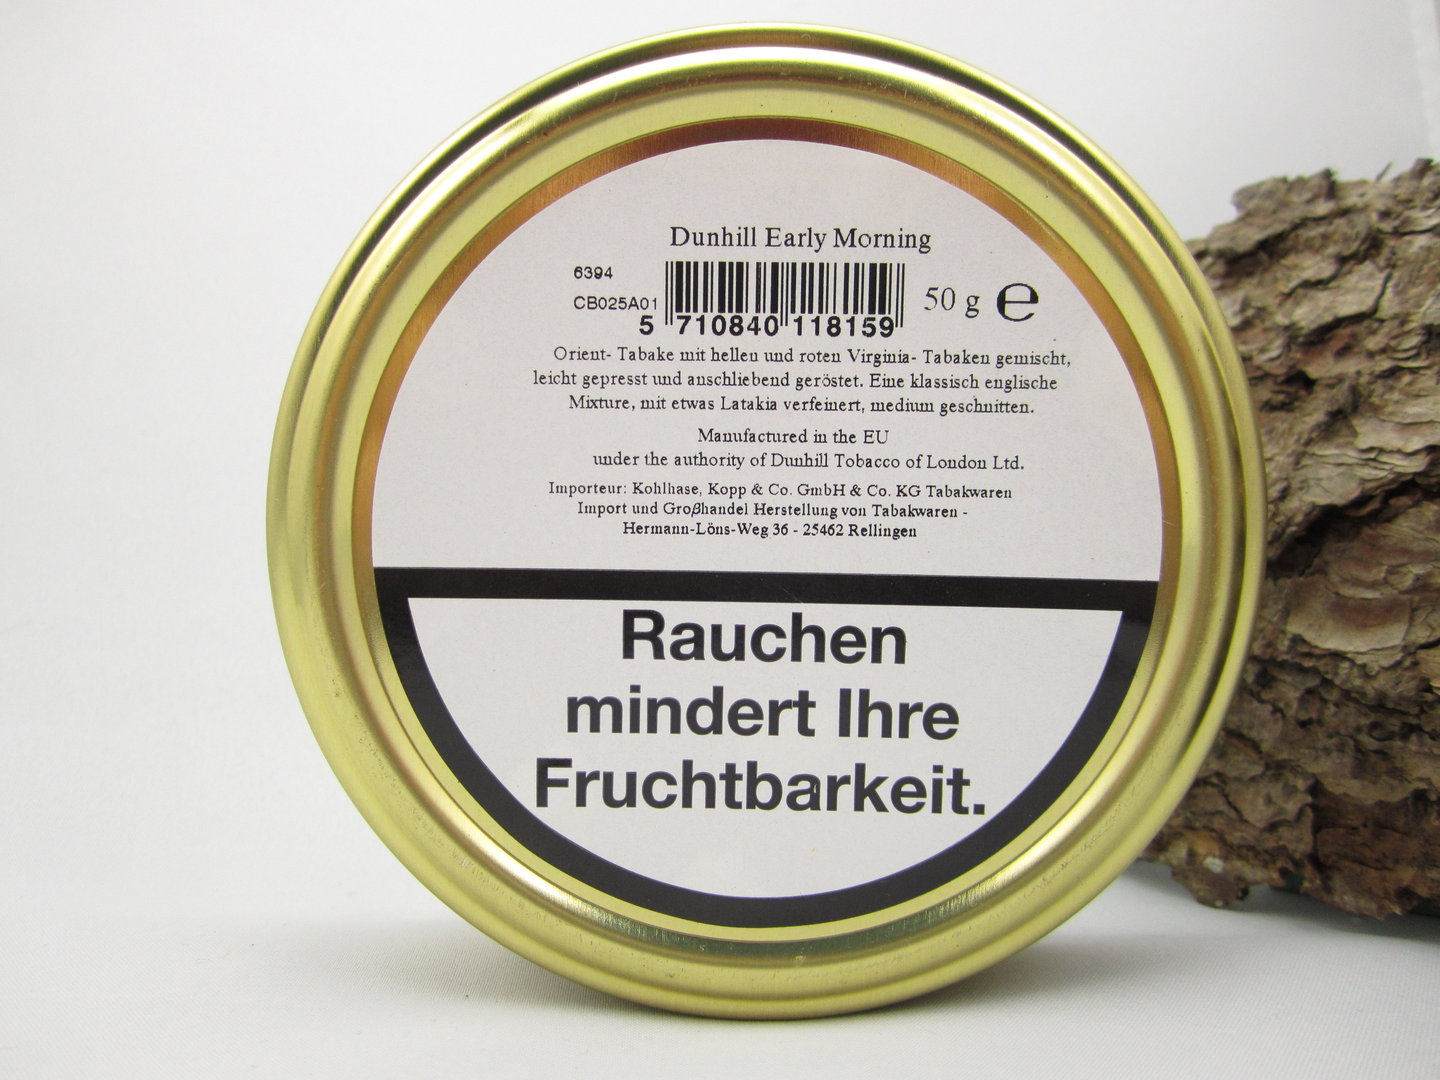 Dunhill Early Morning
6394
CB025A01
50 g ℮
5 710840 118159
Orient- Tabake mit hellen und roten Virginia- Tabaken gemischt,
leicht gepresst und anschliebend geröstet. Eine klassisch englische
Mixture, mit etwas Latakia verfeinert, medium geschnitten.
Manufactured in the EU
under the authority of Dunhill Tobacco of London Ltd.
Importeur: Kohlhase, Kopp & Co. GmbH & Co. KG Tabakwaren
Import und Groβhandel Herstellung von Tabakwaren -
Hermann-Löns-Weg 36 - 25462 Rellingen
Rauchen
mindert Ihre
Fruchtbarkeit.